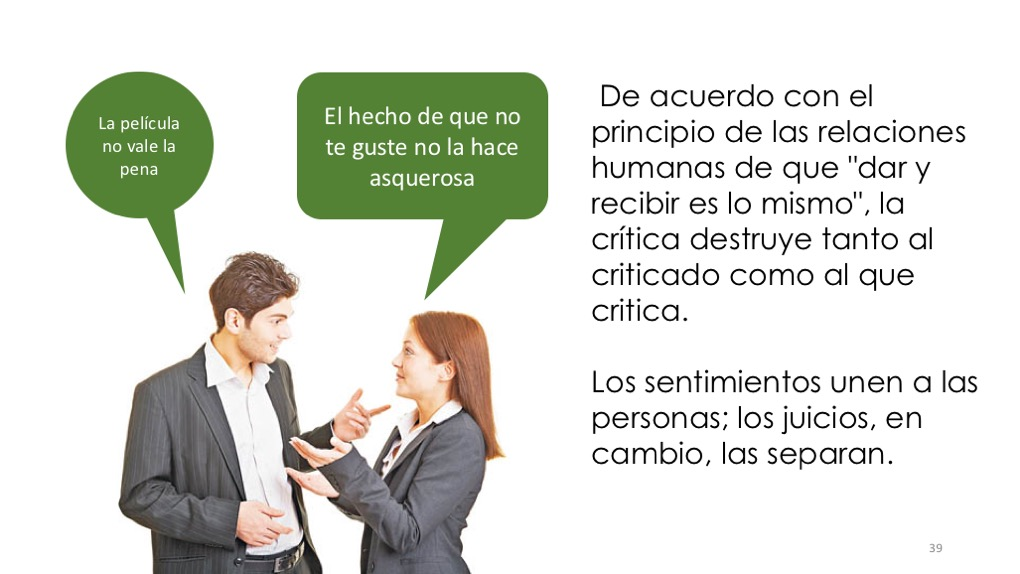 La película
no vale la
pena
El hecho de que no
te guste no la hace
asquerosa
De acuerdo con el
principio de las relaciones
humanas de que "dar y
recibir es lo mismo", la
crítica destruye tanto al
criticado como al que
critica.
Los sentimientos unen a las
personas; los juicios, en
cambio, las separan.
39